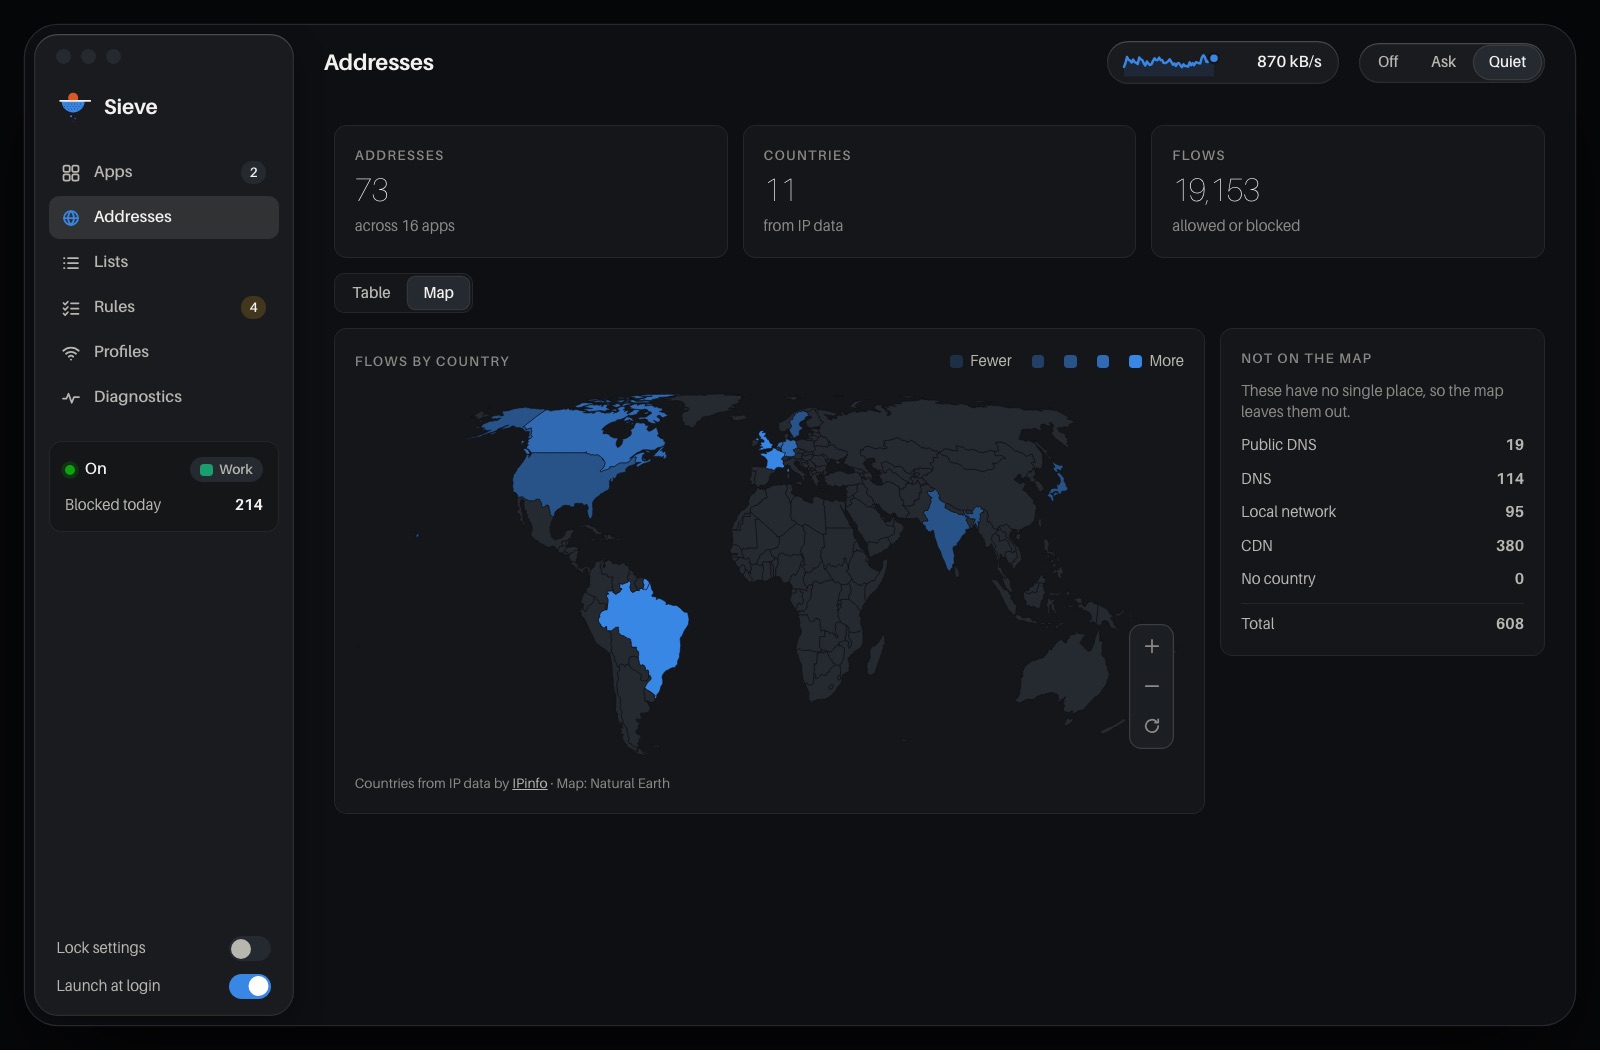 Addresses
870 kB/s
Off
Ask
Quiet
Sieve
Apps
2
Addresses
Lists
Rules
4
Profiles
Diagnostics
On
Work
Blocked today
214
Lock settings
Launch at login
ADDRESSES
73
across 16 apps
COUNTRIES
11
from IP data
FLOWS
19,153
allowed or blocked
Table
Map
FLOWS BY COUNTRY
Fewer
More
Countries from IP data by IPinfo · Map: Natural Earth
NOT ON THE MAP
These have no single place, so the map
leaves them out.
Public DNS 19
DNS 114
Local network 95
CDN 380
No country 0
Total 608